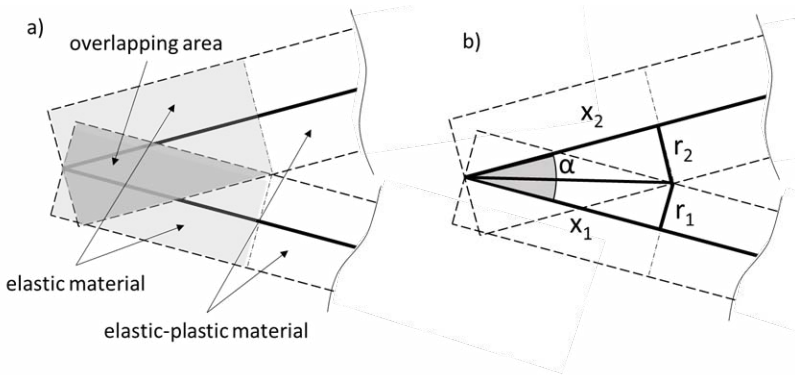 a)
overlapping area
elastic material
elastic-plastic material
b)
x2
α
r2
r1
x1